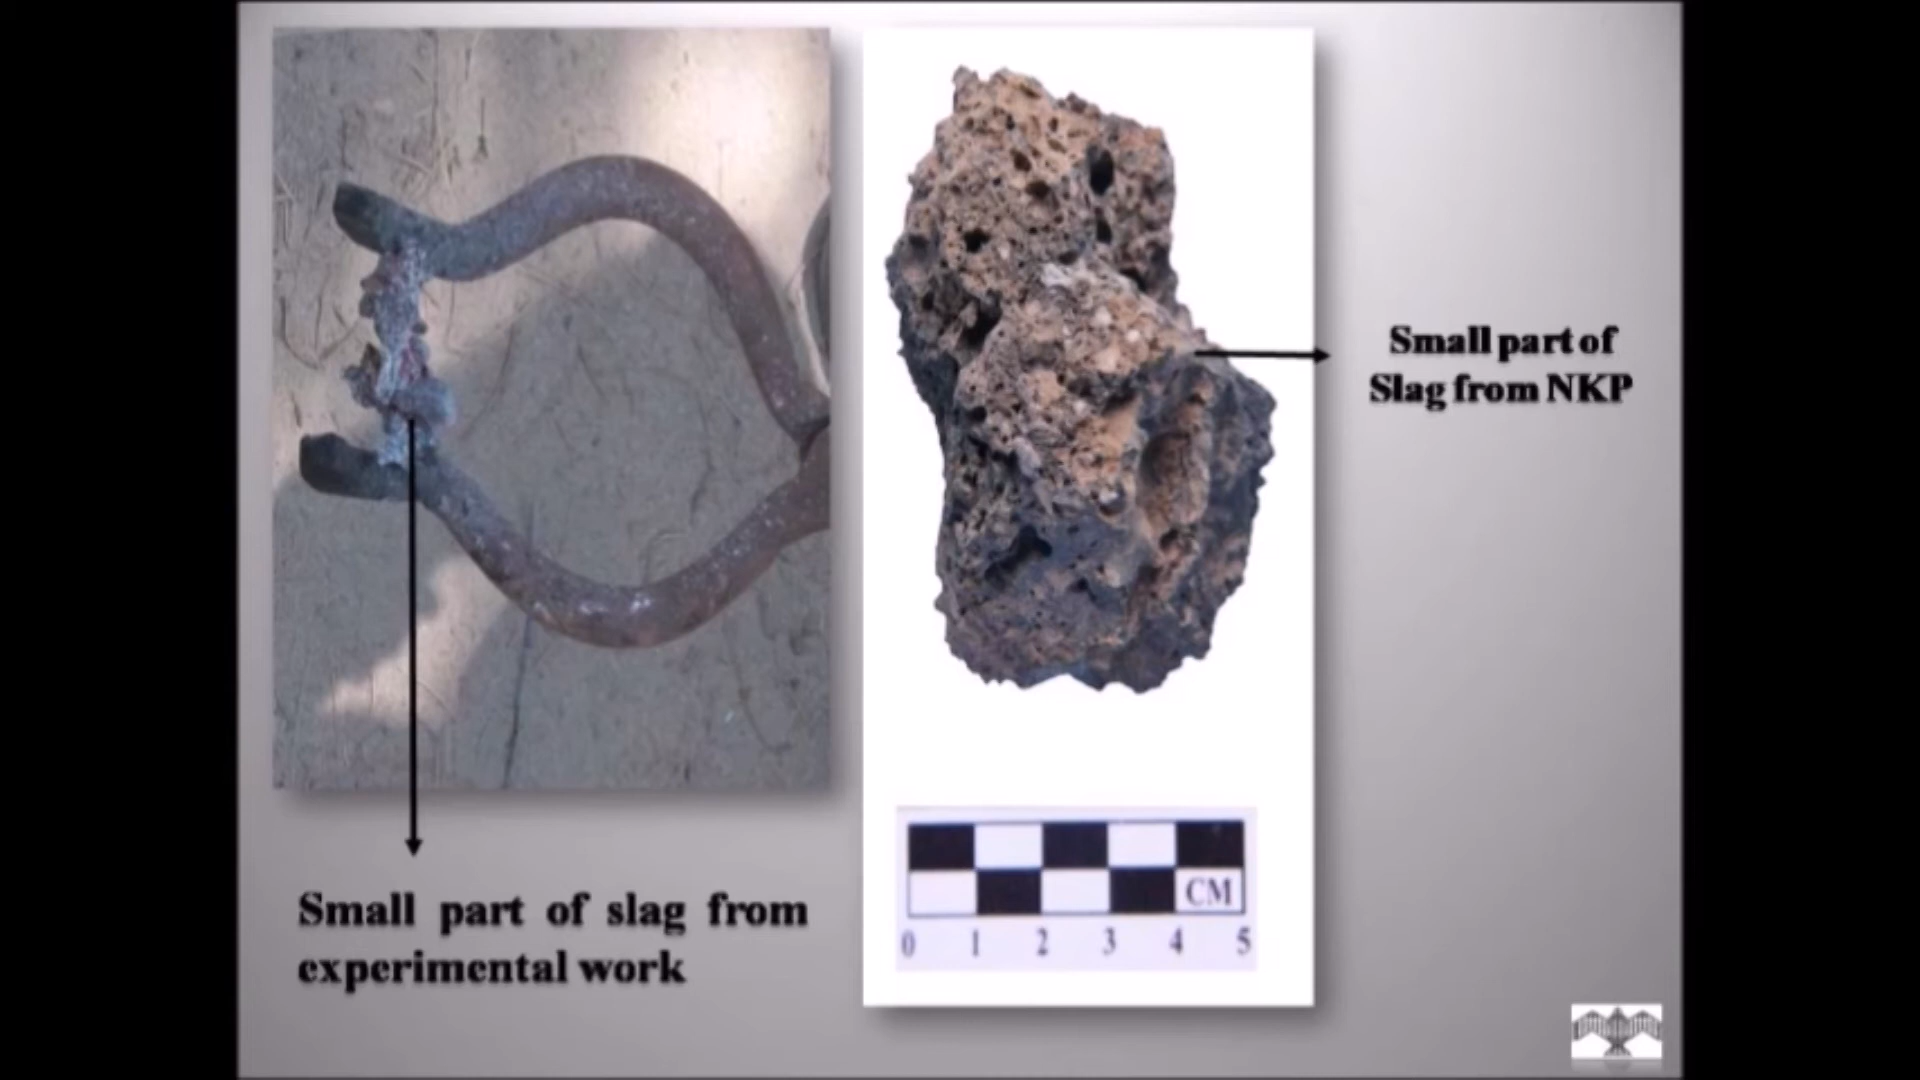 Small part of
Slag from NKP
Small part of slag from
experimental work
CM
0 1 2 3 4 5